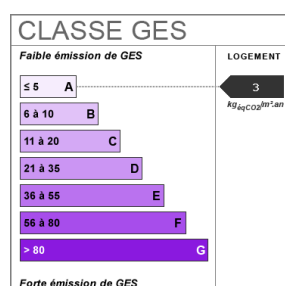 CLASSE GES
Faible émission de GES
LOGEMENT
≤ 5 A
3
kgéqCO2/m².an
6 à 10 B
11 à 20 C
21 à 35 D
36 à 55 E
56 à 80 F
> 80 G
Forte émission de GES